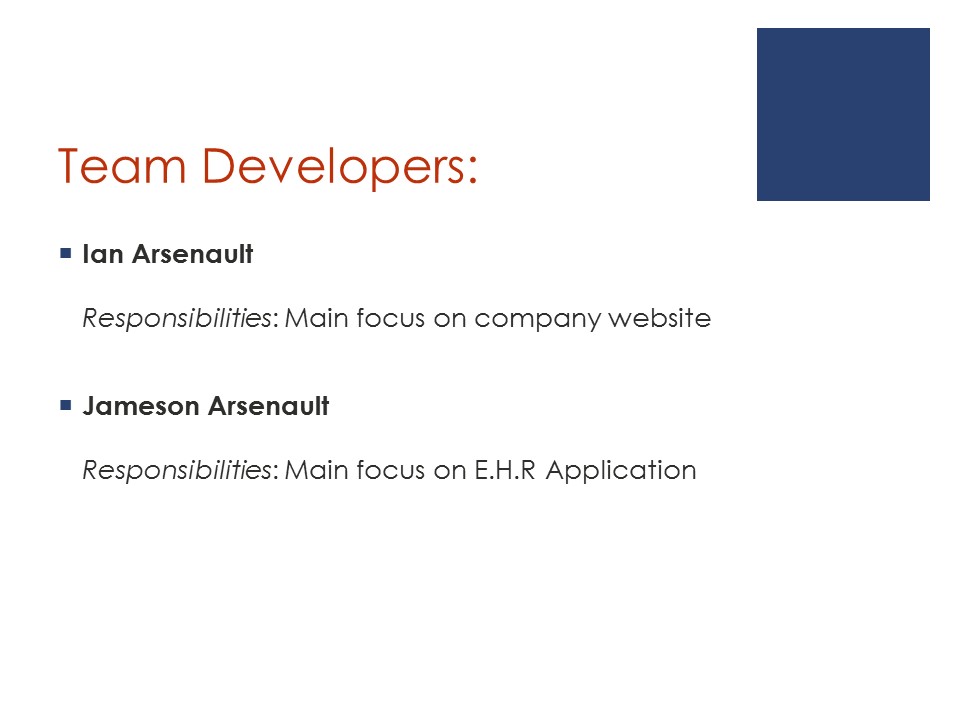 Team Developers:
Ian Arsenault
Responsibilities: Main focus on company website
Jameson Arsenault
Responsibilities: Main focus on E.H.R Application